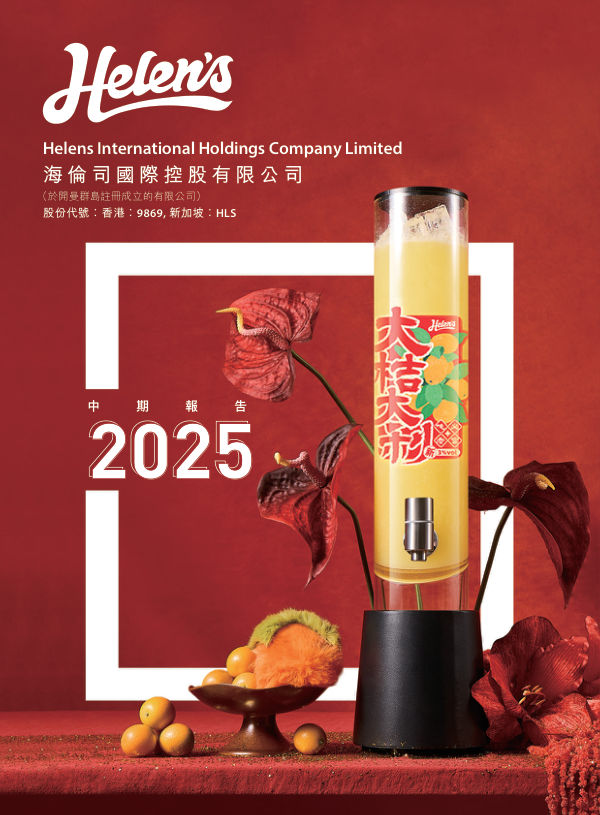 Helen's
Helens International Holdings Company Limited
海倫司國際控股有限公司
(於開曼群島註冊成立的有限公司)
股份代號：香港：9869, 新加坡：HLS
中期報告
2025
Helen's
大桔大利
新 3%vol